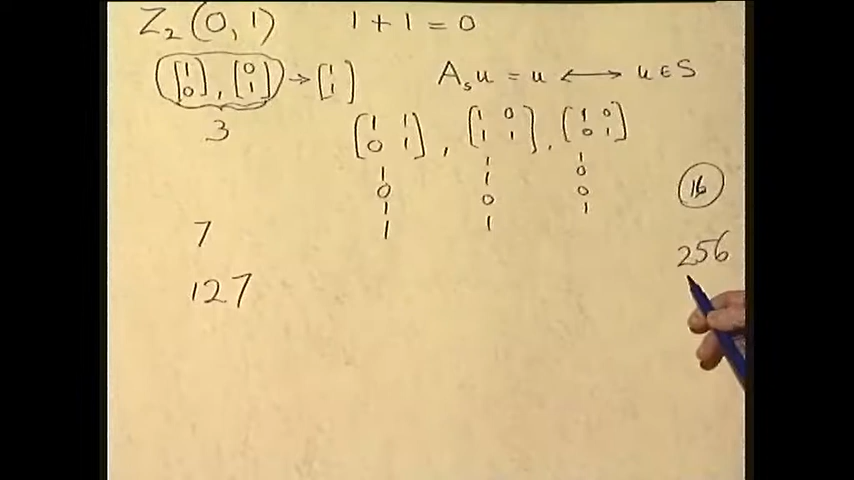 Z₂(0,1) 1 + 1 = 0
[1 0], [0 1] → [1 1] Aₛu = u ⟷ u ∈ S
3 [1 1 0 1], [1 0 1 1], [1 0 0 1]
1 1 1
0 1 0
1 0 0
1 1 1
16
7 256
127